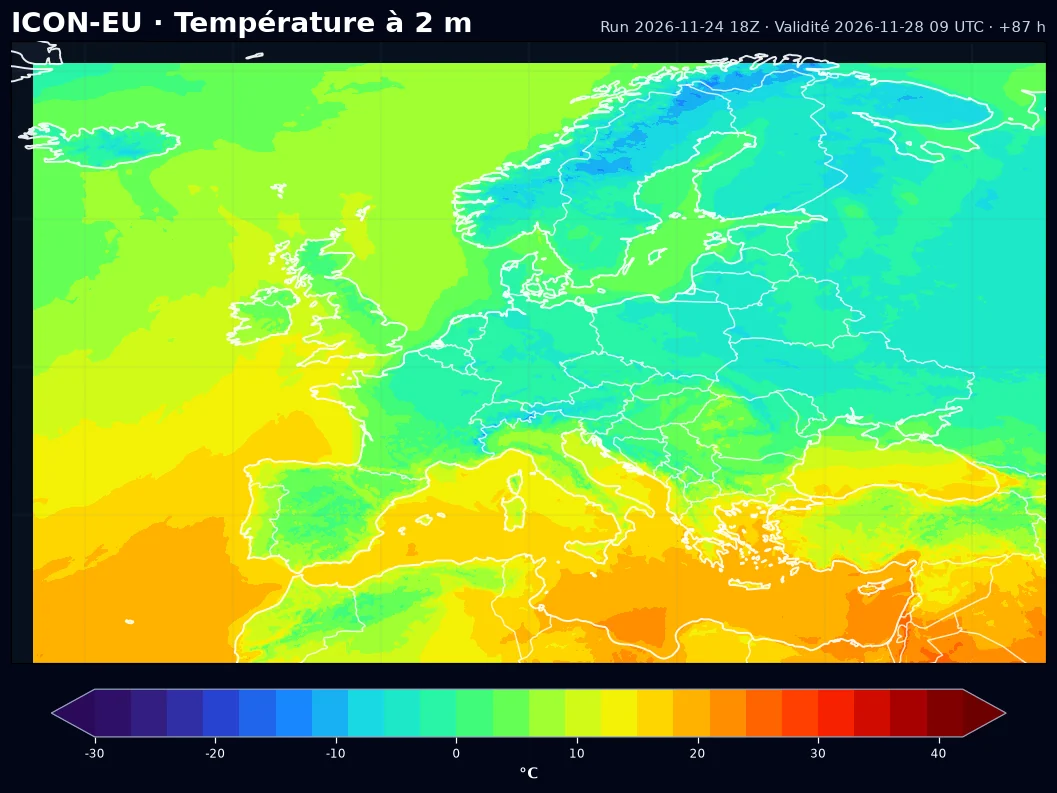 ICON-EU · Température à 2 m
Run 2026-11-24 18Z · Validité 2026-11-28 09 UTC · +87 h
-30 -20 -10 0 10 20 30 40
°C